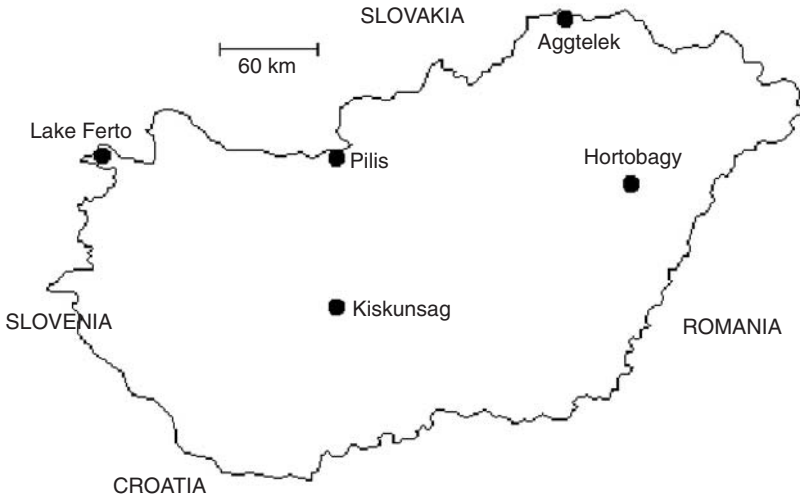 SLOVAKIA
Aggtelek
60 km
Lake Ferto
Pilis
Hortobagy
Kiskunsag
SLOVENIA
ROMANIA
CROATIA